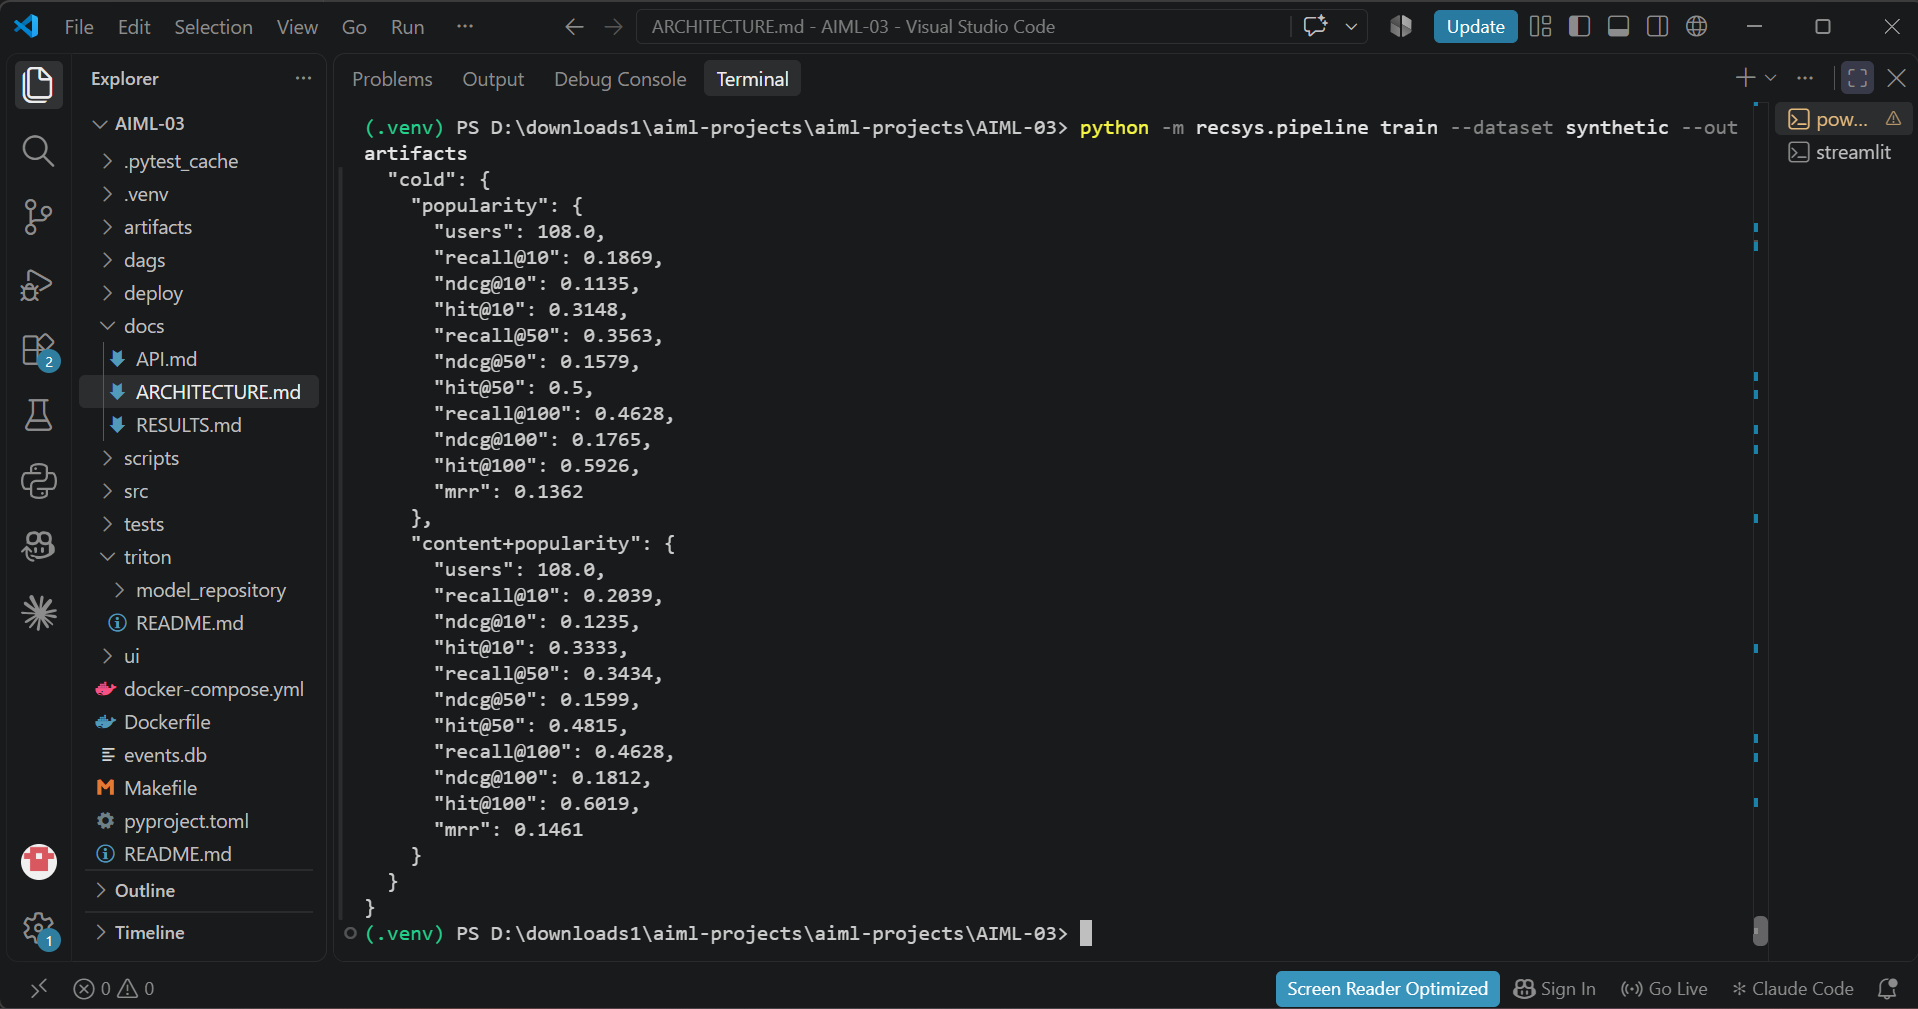 File Edit Selection View Go Run ··· ARCHITECTURE.md - AIML-03 - Visual Studio Code Update
Explorer ···
AIML-03
.pytest_cache
.venv
artifacts
dags
deploy
docs
API.md
ARCHITECTURE.md
RESULTS.md
scripts
src
tests
triton
model_repository
README.md
ui
docker-compose.yml
Dockerfile
events.db
Makefile
pyproject.toml
README.md
Outline
Timeline
2
1
Problems Output Debug Console Terminal
(.venv) PS D:\downloads1\aiml-projects\aiml-projects\AIML-03> python -m recsys.pipeline train --dataset synthetic --out
artifacts
"cold": {
"popularity": {
"users": 108.0,
"recall@10": 0.1869,
"ndcg@10": 0.1135,
"hit@10": 0.3148,
"recall@50": 0.3563,
"ndcg@50": 0.1579,
"hit@50": 0.5,
"recall@100": 0.4628,
"ndcg@100": 0.1765,
"hit@100": 0.5926,
"mrr": 0.1362
},
"content+popularity": {
"users": 108.0,
"recall@10": 0.2039,
"ndcg@10": 0.1235,
"hit@10": 0.3333,
"recall@50": 0.3434,
"ndcg@50": 0.1599,
"hit@50": 0.4815,
"recall@100": 0.4628,
"ndcg@100": 0.1812,
"hit@100": 0.6019,
"mrr": 0.1461
}
}
}
(.venv) PS D:\downloads1\aiml-projects\aiml-projects\AIML-03>
pow...
streamlit
0 0 Screen Reader Optimized Sign In Go Live Claude Code